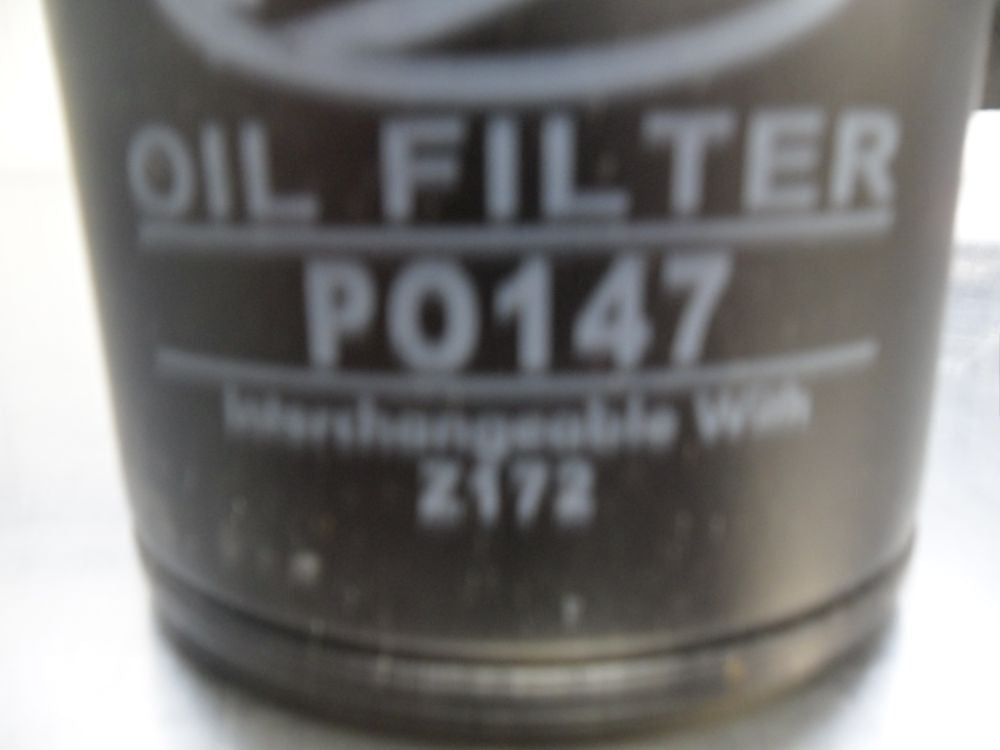 OIL FILTER
PO147
Interchangeable With
Z172